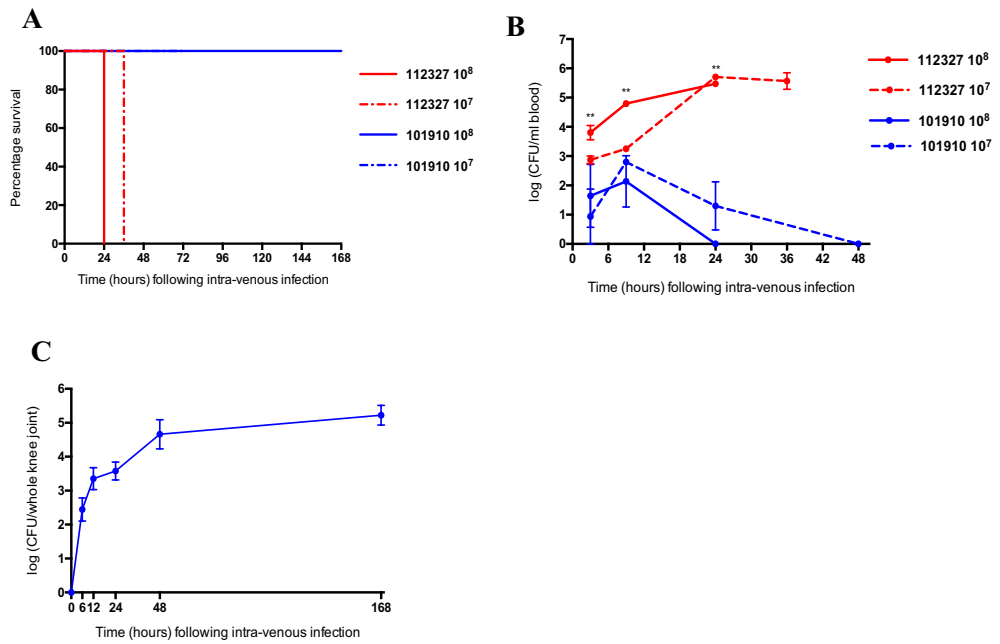 A
Percentage survival
100
80
60
40
20
0
0 24 48 72 96 120 144 168
Time (hours) following intra-venous infection
112327 10⁸
112327 10⁷
101910 10⁸
101910 10⁷
B
log (CFU/ml blood)
7
6
5
4
3
2
1
0
** ** **
0 6 12 18 24 30 36 42 48
Time (hours) following intra-venous infection
112327 10⁸
112327 10⁷
101910 10⁸
101910 10⁷
C
log (CFU/whole knee joint)
6
5
4
3
2
1
0
0 6 12 24 48 168
Time (hours) following intra-venous infection